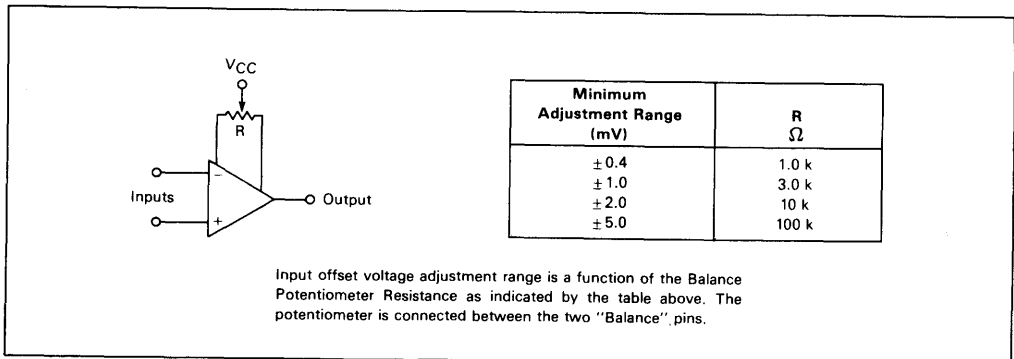 VCC
R
−
Inputs
+
Output
Minimum
Adjustment Range
(mV)
R
Ω
±0.4 1.0 k
±1.0 3.0 k
±2.0 10 k
±5.0 100 k
Input offset voltage adjustment range is a function of the Balance
Potentiometer Resistance as indicated by the table above. The
potentiometer is connected between the two "Balance" pins.